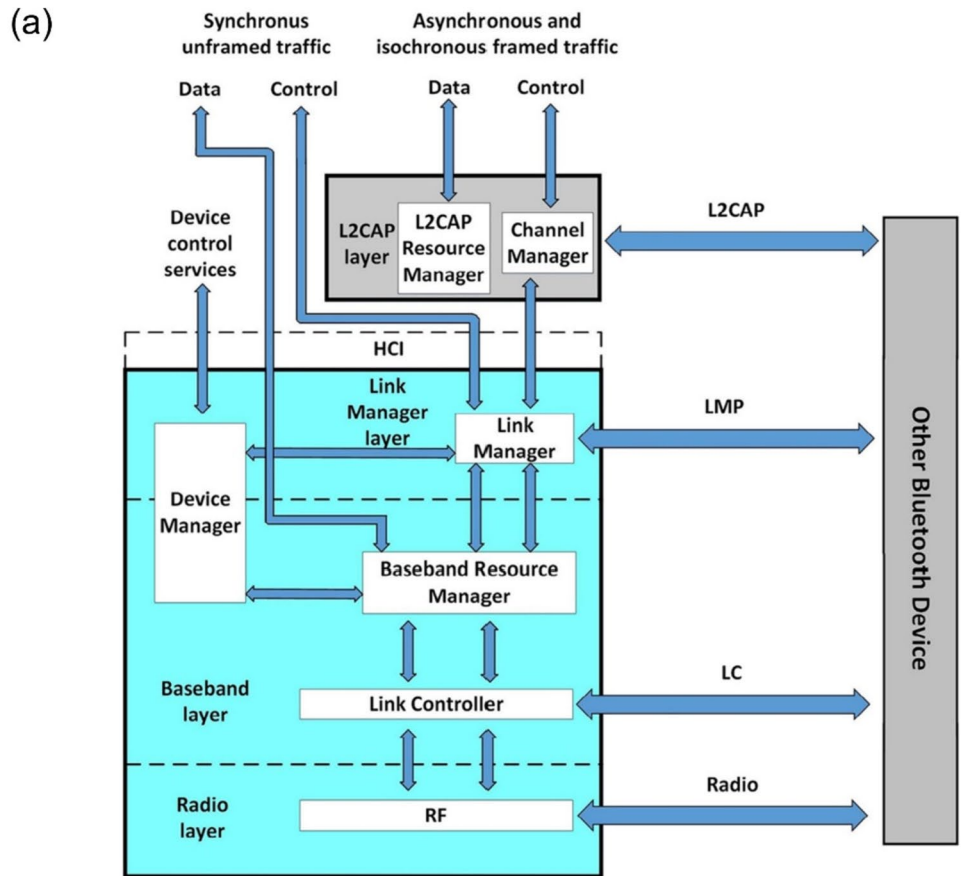 (a)
Synchronus
unframed traffic
Asynchronous and
isochronous framed traffic
Data
Control
Data
Control
Device
control
services
L2CAP
layer
L2CAP
Resource
Manager
Channel
Manager
L2CAP
HCI
Link
Manager
layer
Link
Manager
LMP
Device
Manager
Baseband Resource
Manager
Baseband
layer
Link Controller
LC
Radio
layer
RF
Radio
Other Bluetooth Device